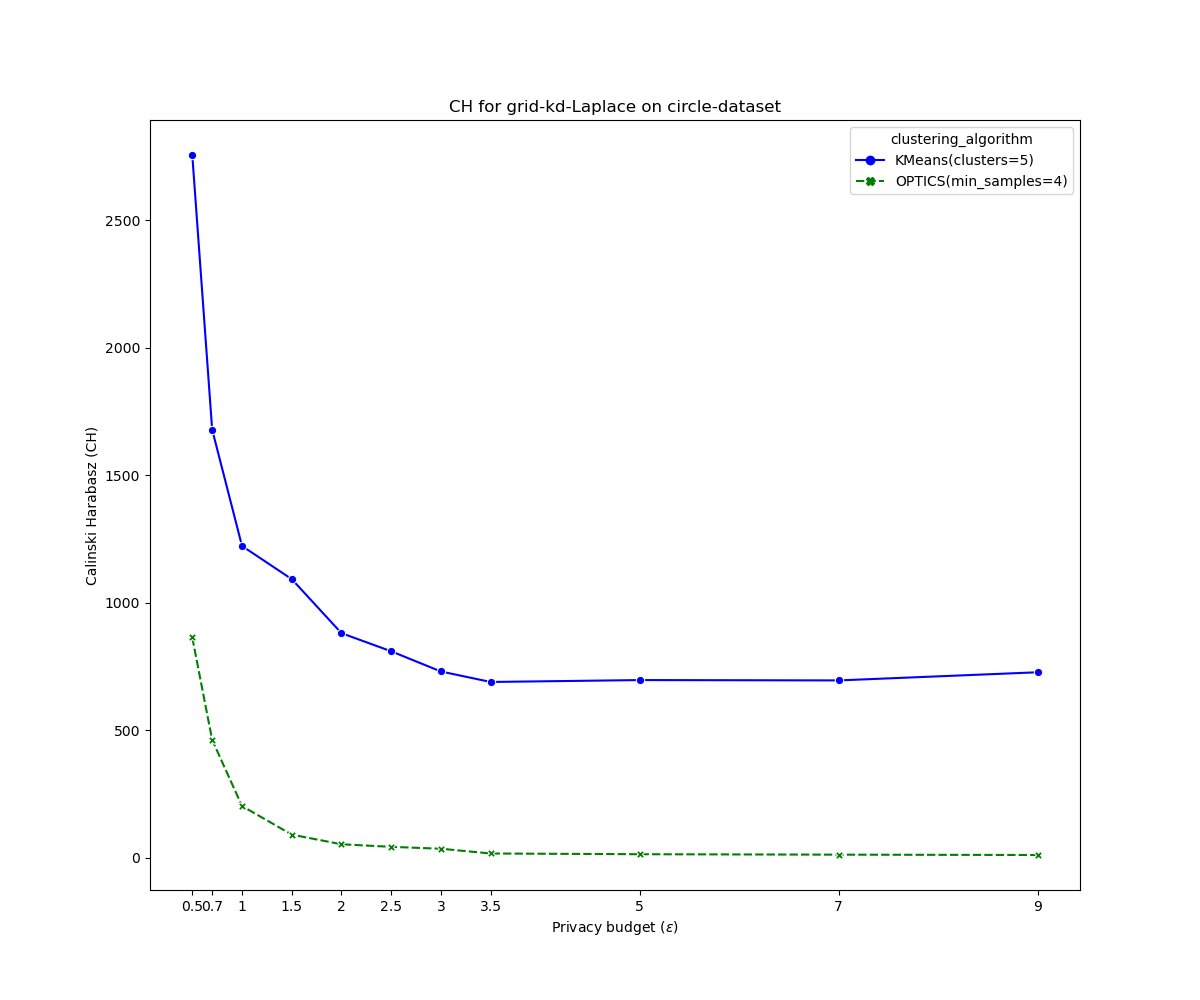 CH for grid-kd-Laplace on circle-dataset
clustering_algorithm
KMeans(clusters=5)
OPTICS(min_samples=4)
Calinski Harabasz (CH)
2500
2000
1500
1000
500
0
0.5 0.7 1 1.5 2 2.5 3 3.5 5 7 9
Privacy budget (ε)